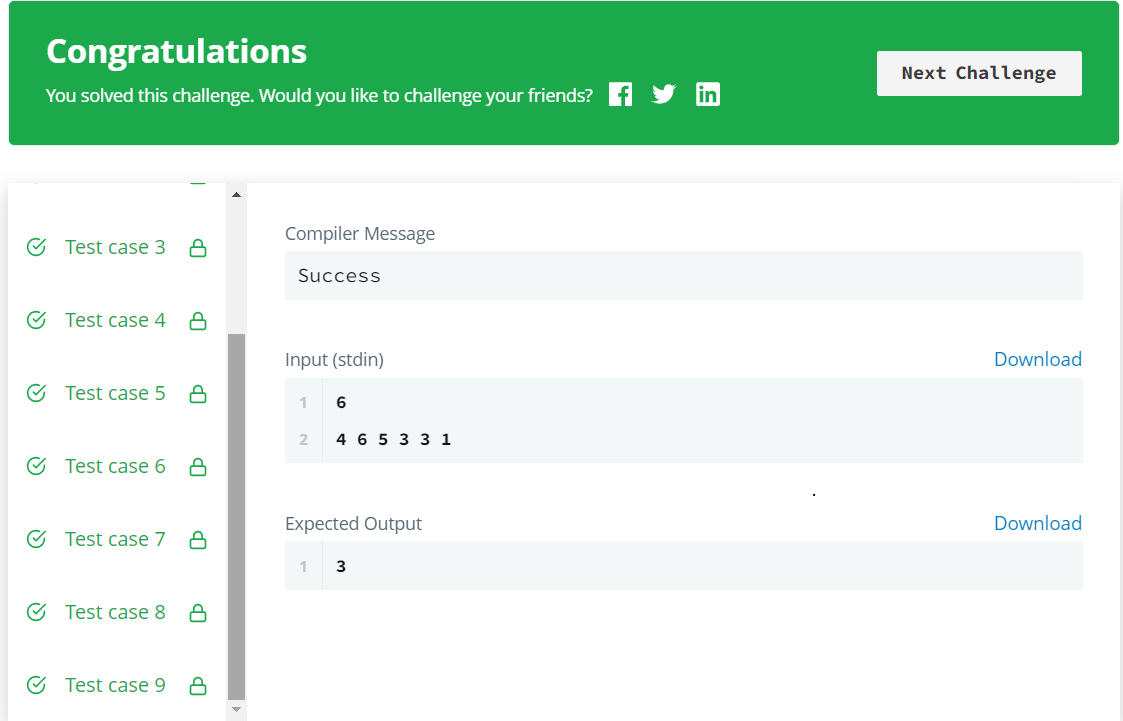 Congratulations
You solved this challenge. Would you like to challenge your friends?
Next Challenge
Test case 3
Test case 4
Test case 5
Test case 6
Test case 7
Test case 8
Test case 9
Compiler Message
Success
Input (stdin)
Download
1 6
2 4 6 5 3 3 1
Expected Output
Download
1 3